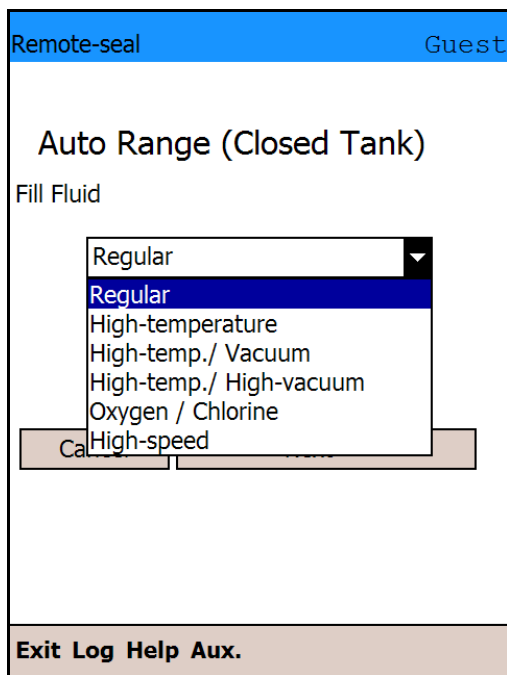 Remote-seal Guest
Auto Range (Closed Tank)
Fill Fluid
Regular
Regular
High-temperature
High-temp./ Vacuum
High-temp./ High-vacuum
Oxygen / Chlorine
High-speed
Exit Log Help Aux.